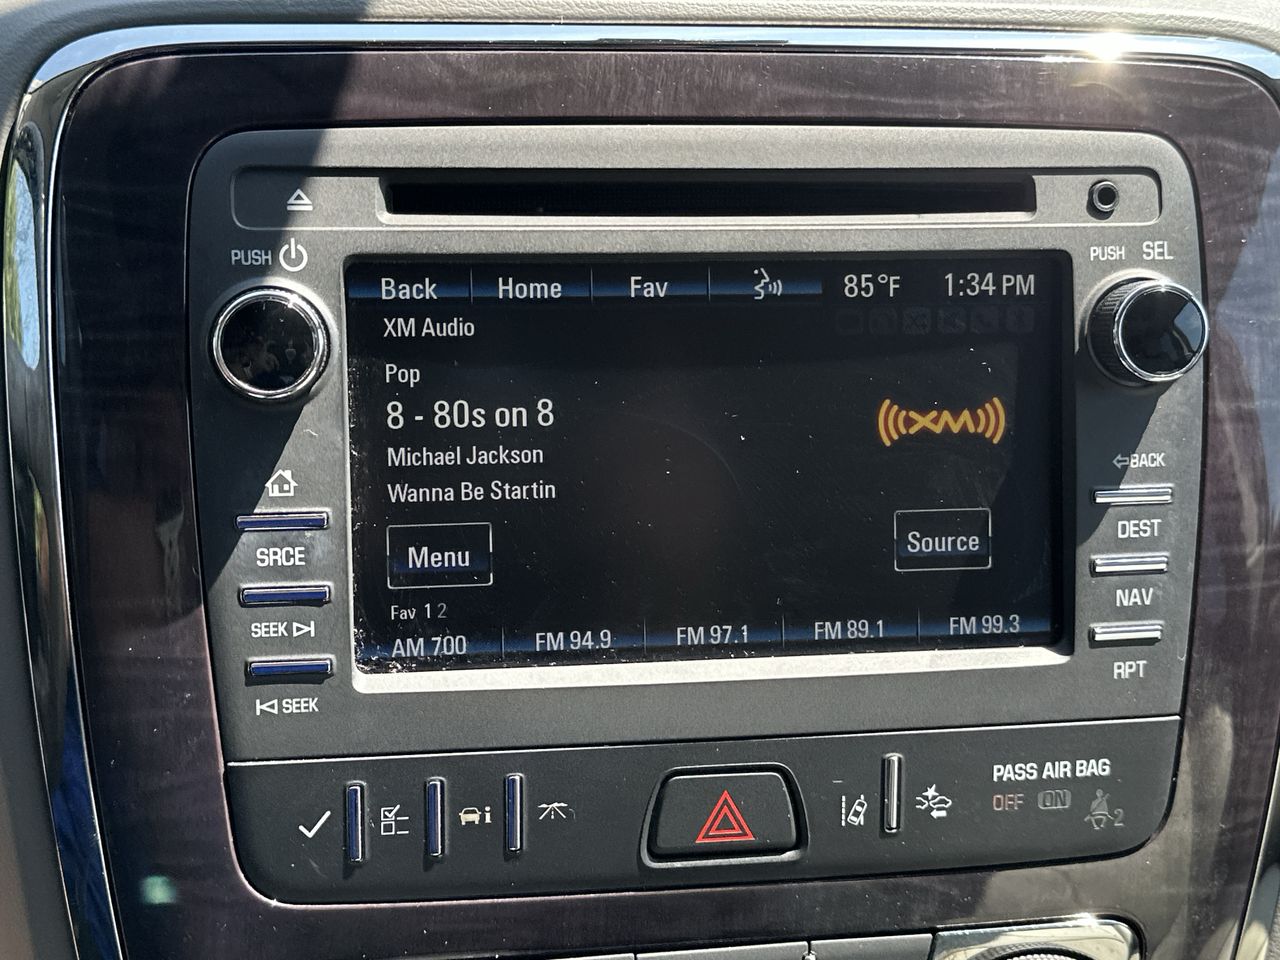 PUSH
PUSH SEL
Back Home Fav 85°F 1:34 PM
XM Audio
Pop
8 - 80s on 8
XM
Michael Jackson
Wanna Be Startin
BACK
SRCE
Menu
Source
DEST
NAV
Fav 1 2
SEEK
AM 700 FM 94.9 FM 97.1 FM 89.1 FM 99.3
RPT
SEEK
PASS AIR BAG
OFF ON
2